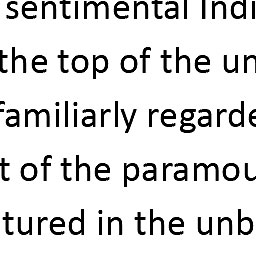 sentimental Indi
the top of the un
familiarly regarde
t of the paramou
tured in the unb